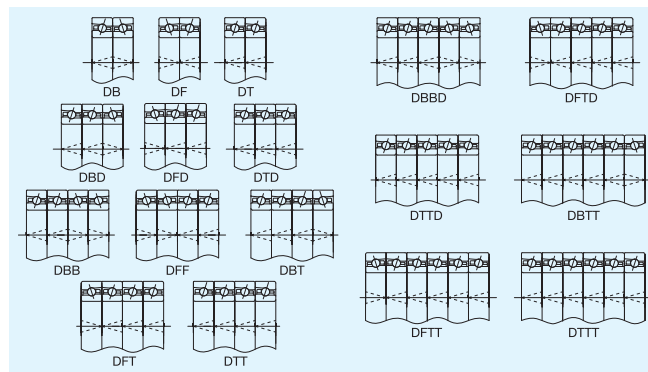 DB DF DT
DBD DFD DTD
DBB DFF DBT
DFT DTT
DBBD DFTD
DTTD DBTT
DFTT DTTT